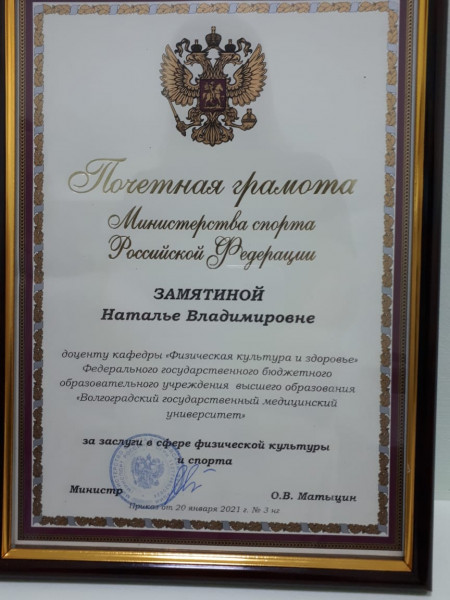 Почетная грамота
Министерства спорта
Российской Федерации
ЗАМЯТИНОЙ
Наталье Владимировне
доценту кафедры «Физическая культура и здоровье»
Федерального государственного бюджетного
образовательного учреждения высшего образования
«Волгоградский государственный медицинский
университет»
за заслуги в сфере физической культуры
и спорта
Министр
О.В. Матыцин
Приказ от 20 января 2021 г. № 3 нг